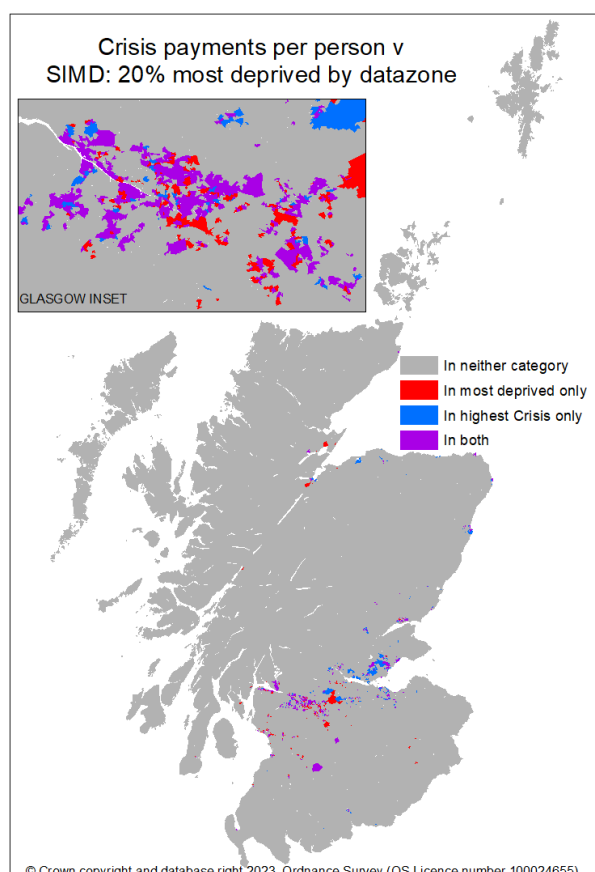 Crisis payments per person v
SIMD: 20% most deprived by datazone
GLASGOW INSET
In neither category
In most deprived only
In highest Crisis only
In both
© Crown copyright and database right 2023. Ordnance Survey (OS Licence number 100024655)